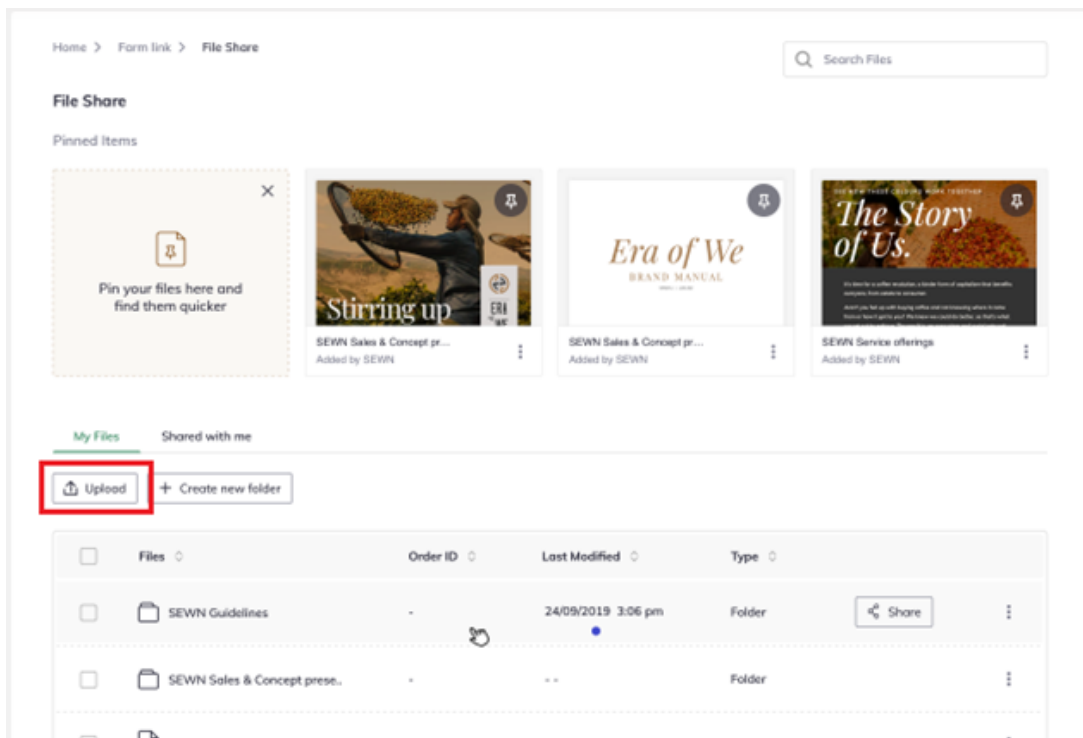 Home > Farm link > File Share
Search Files
File Share
Pinned Items
Pin your files here and
find them quicker
Stirring up
ERA
SEWN Sales & Concept pr...
Added by SEWN
Era of We
BRAND MANUAL
SEWN Sales & Concept pr...
Added by SEWN
The Story
of Us.
SEWN Service offerings
Added by SEWN
My Files Shared with me
Upload + Create new folder
Files Order ID Last Modified Type
SEWN Guidelines - 24/09/2019 3:06 pm Folder Share
SEWN Sales & Concept prese.. - - - Folder